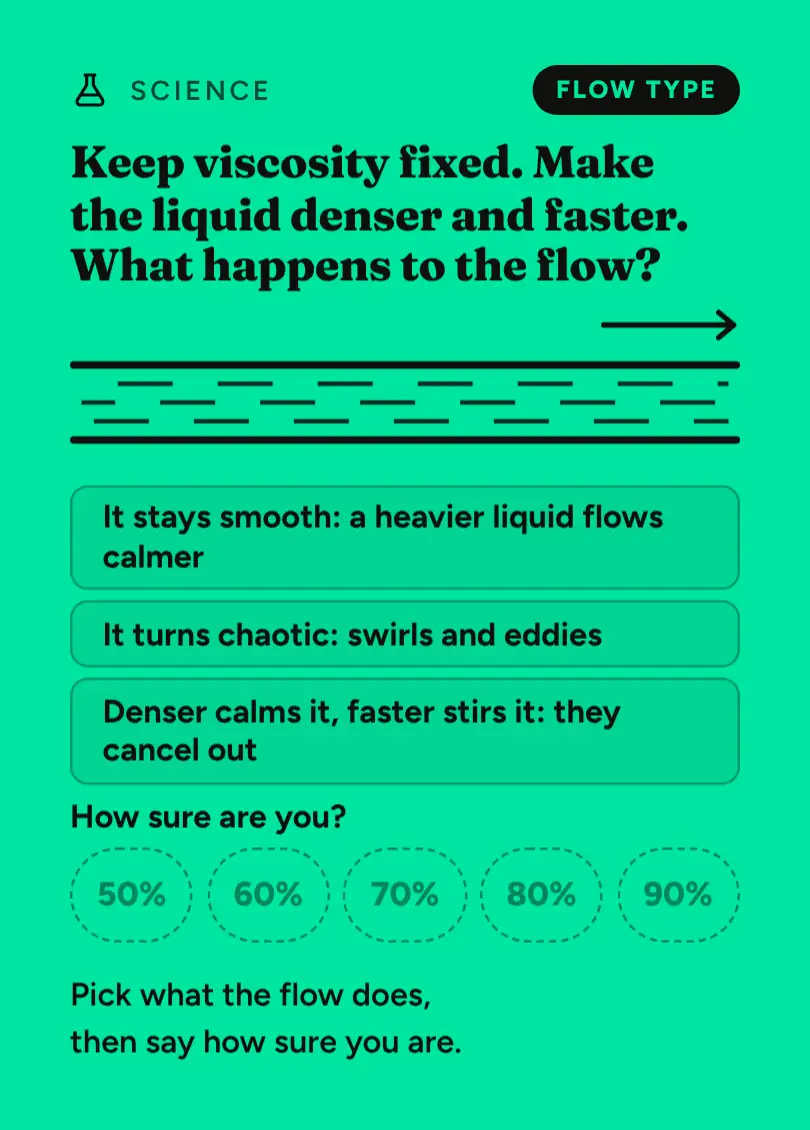 SCIENCE
FLOW TYPE
Keep viscosity fixed. Make
the liquid denser and faster.
What happens to the flow?
It stays smooth: a heavier liquid flows
calmer
It turns chaotic: swirls and eddies
Denser calms it, faster stirs it: they
cancel out
How sure are you?
50% 60% 70% 80% 90%
Pick what the flow does,
then say how sure you are.